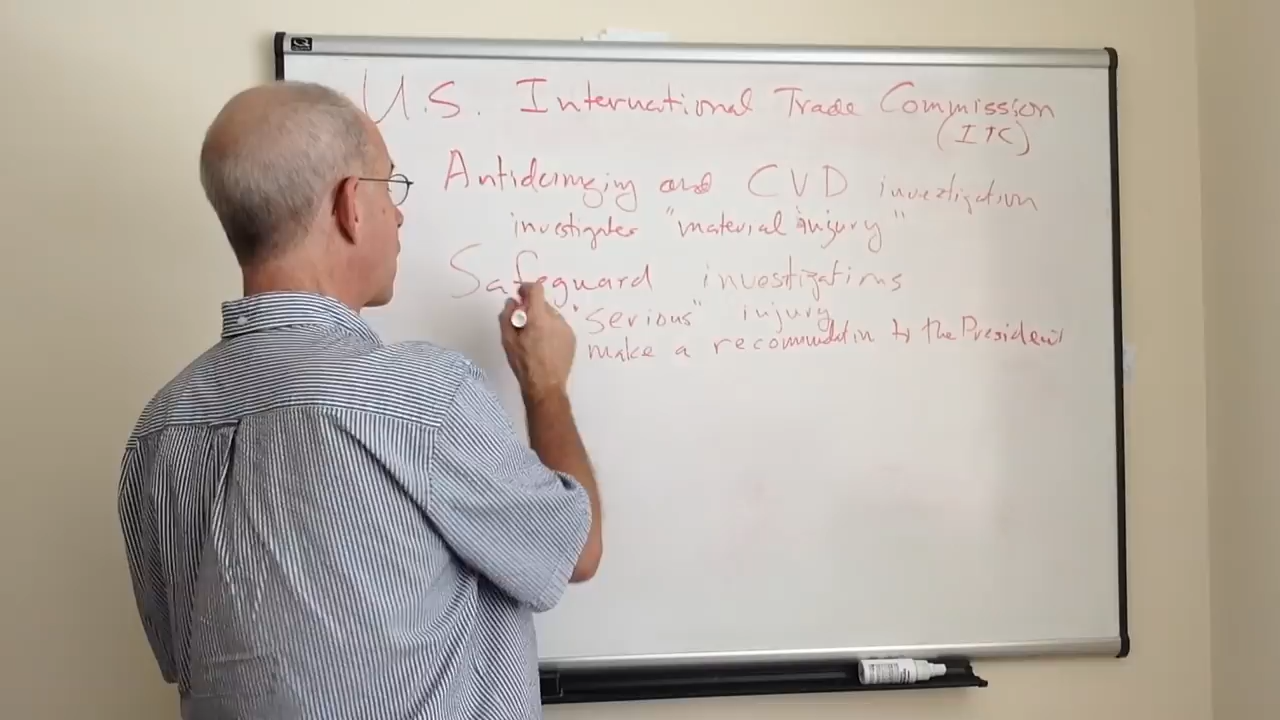 U.S. International Trade Commission
(ITC)
Antidumping and CVD investigation
investigates "material injury"
Safeguard investigations
"serious" injury
make a recommendation to the President